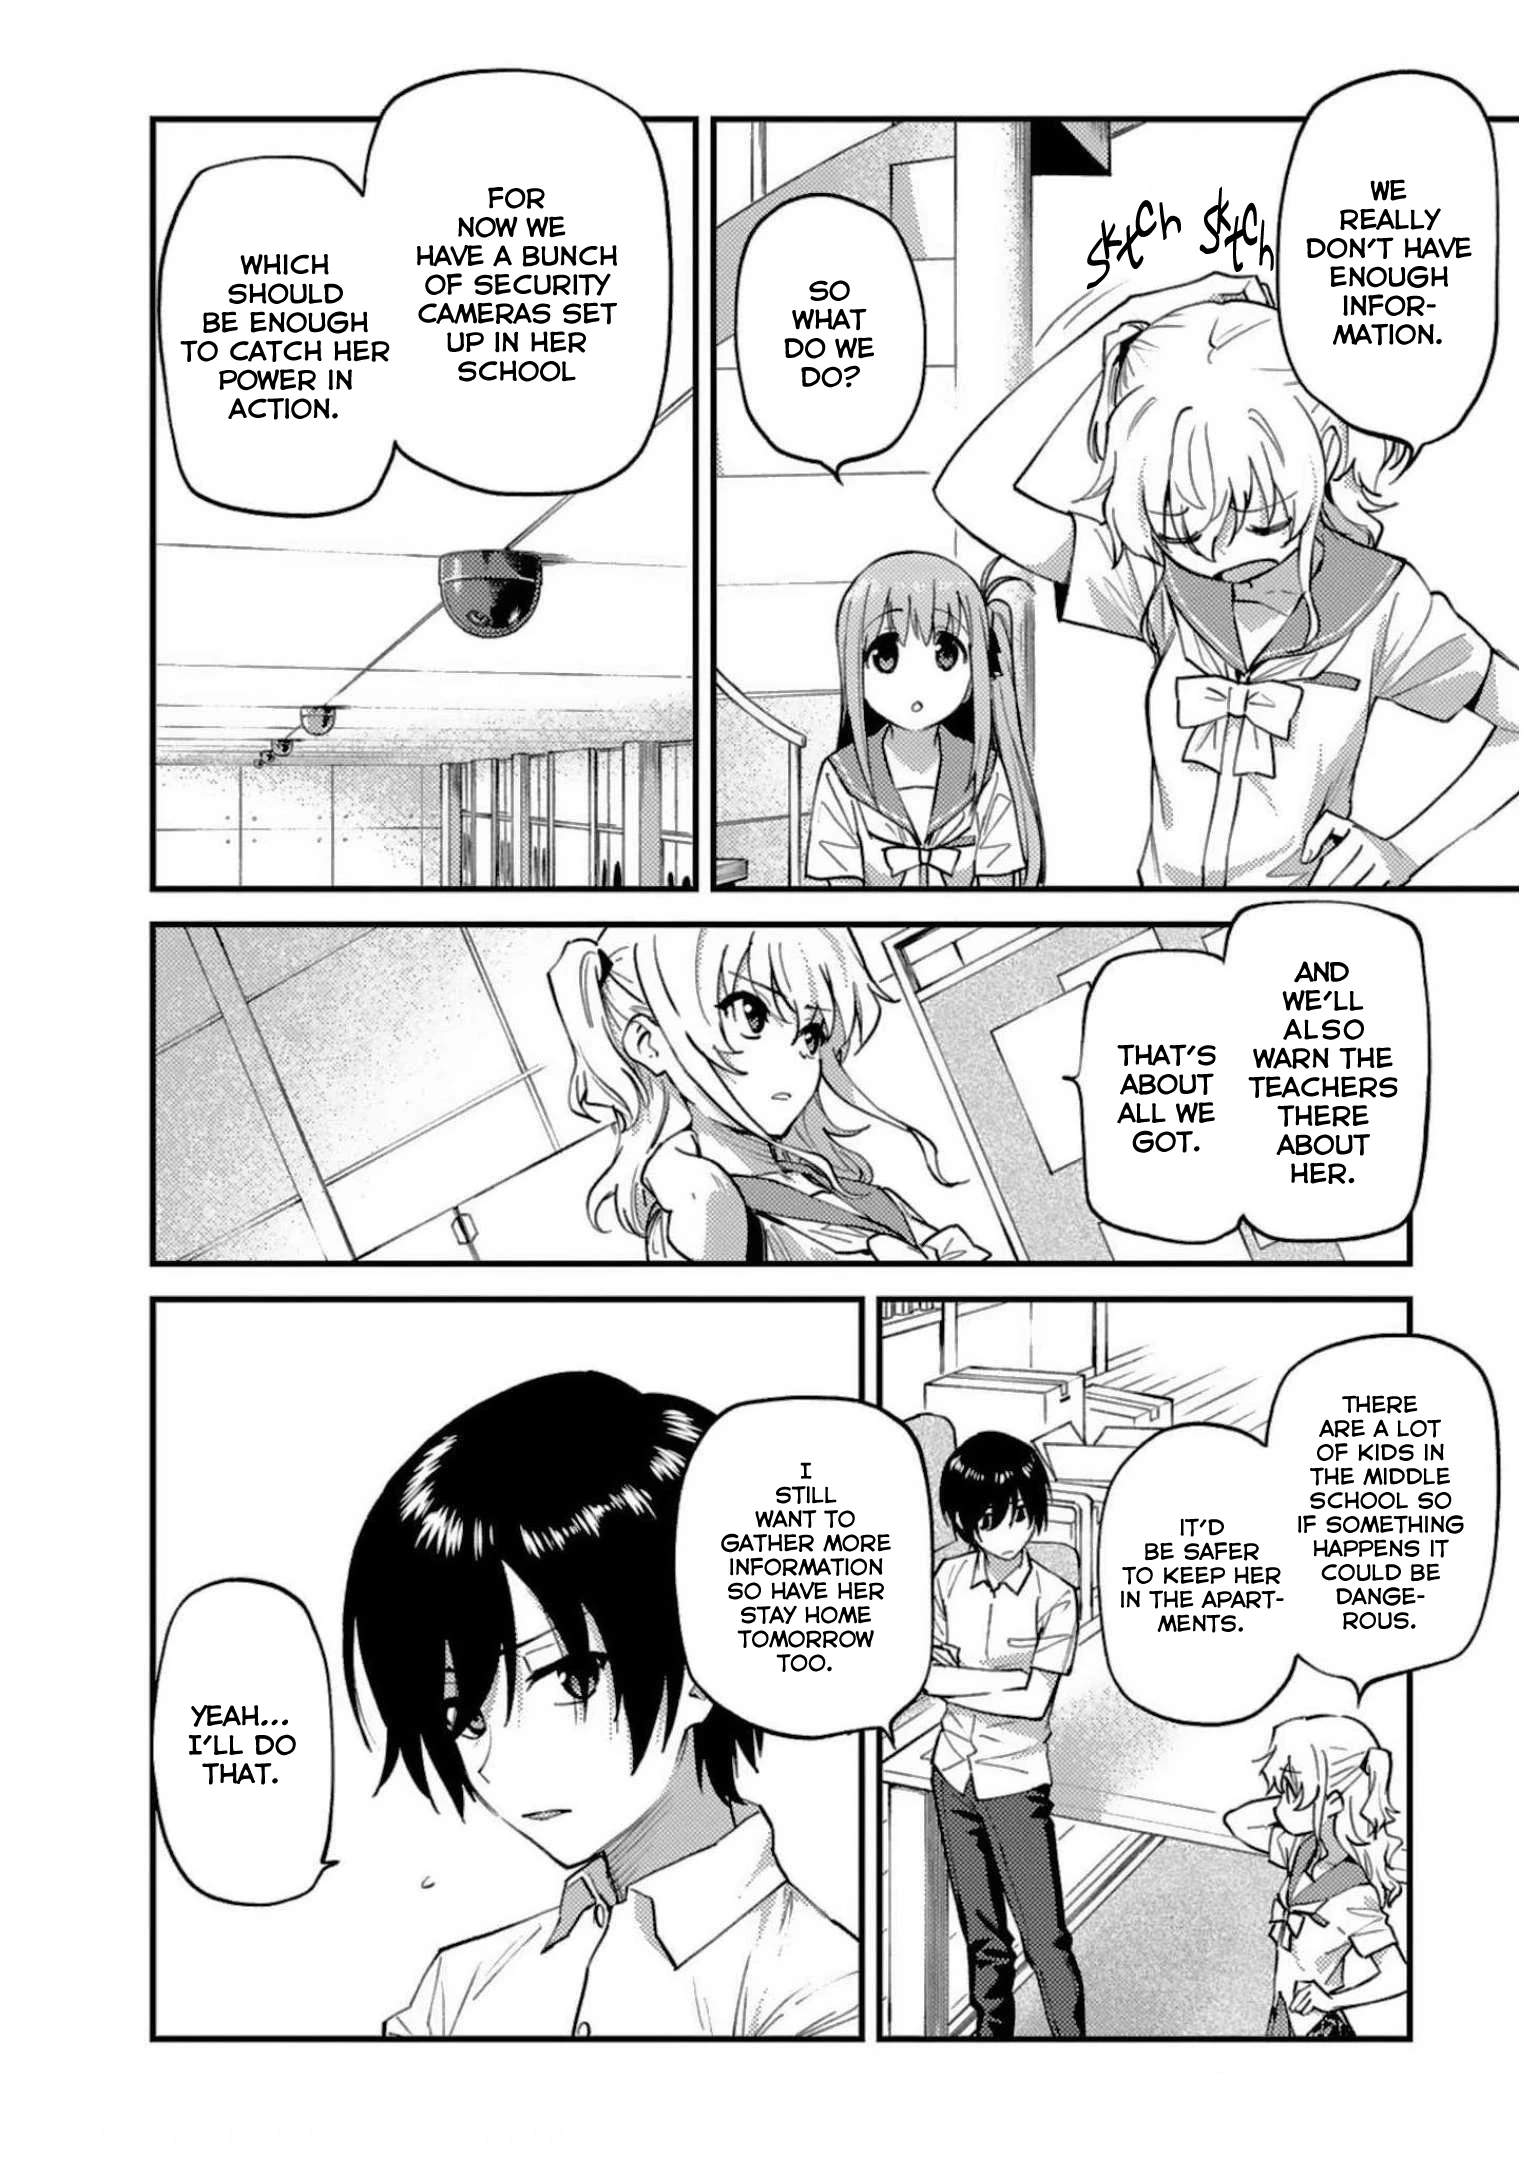 WE
REALLY
DON'T HAVE
ENOUGH
INFOR-
MATION.
SKTCH SKTCH
SO
WHAT
DO WE
DO?
FOR
NOW WE
HAVE A BUNCH
OF SECURITY
CAMERAS SET
UP IN HER
SCHOOL
WHICH
SHOULD
BE ENOUGH
TO CATCH HER
POWER IN
ACTION.
AND
WE'LL
ALSO
WARN THE
TEACHERS
THERE
ABOUT
HER.
THAT'S
ABOUT
ALL WE
GOT.
THERE
ARE A LOT
OF KIDS IN
THE MIDDLE
SCHOOL SO
IF SOMETHING
HAPPENS IT
COULD BE
DANGE-
ROUS.
IT'D
BE SAFER
TO KEEP HER
IN THE APART-
MENTS.
I
STILL
WANT TO
GATHER MORE
INFORMATION
SO HAVE HER
STAY HOME
TOMORROW
TOO.
YEAH...
I'LL DO
THAT.